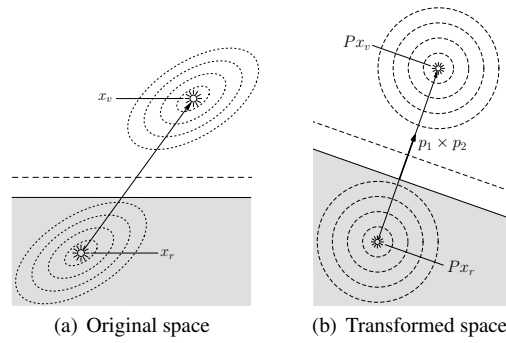 x_v
x_r
Px_v
p_1 × p_2
Px_r
(a) Original space
(b) Transformed space